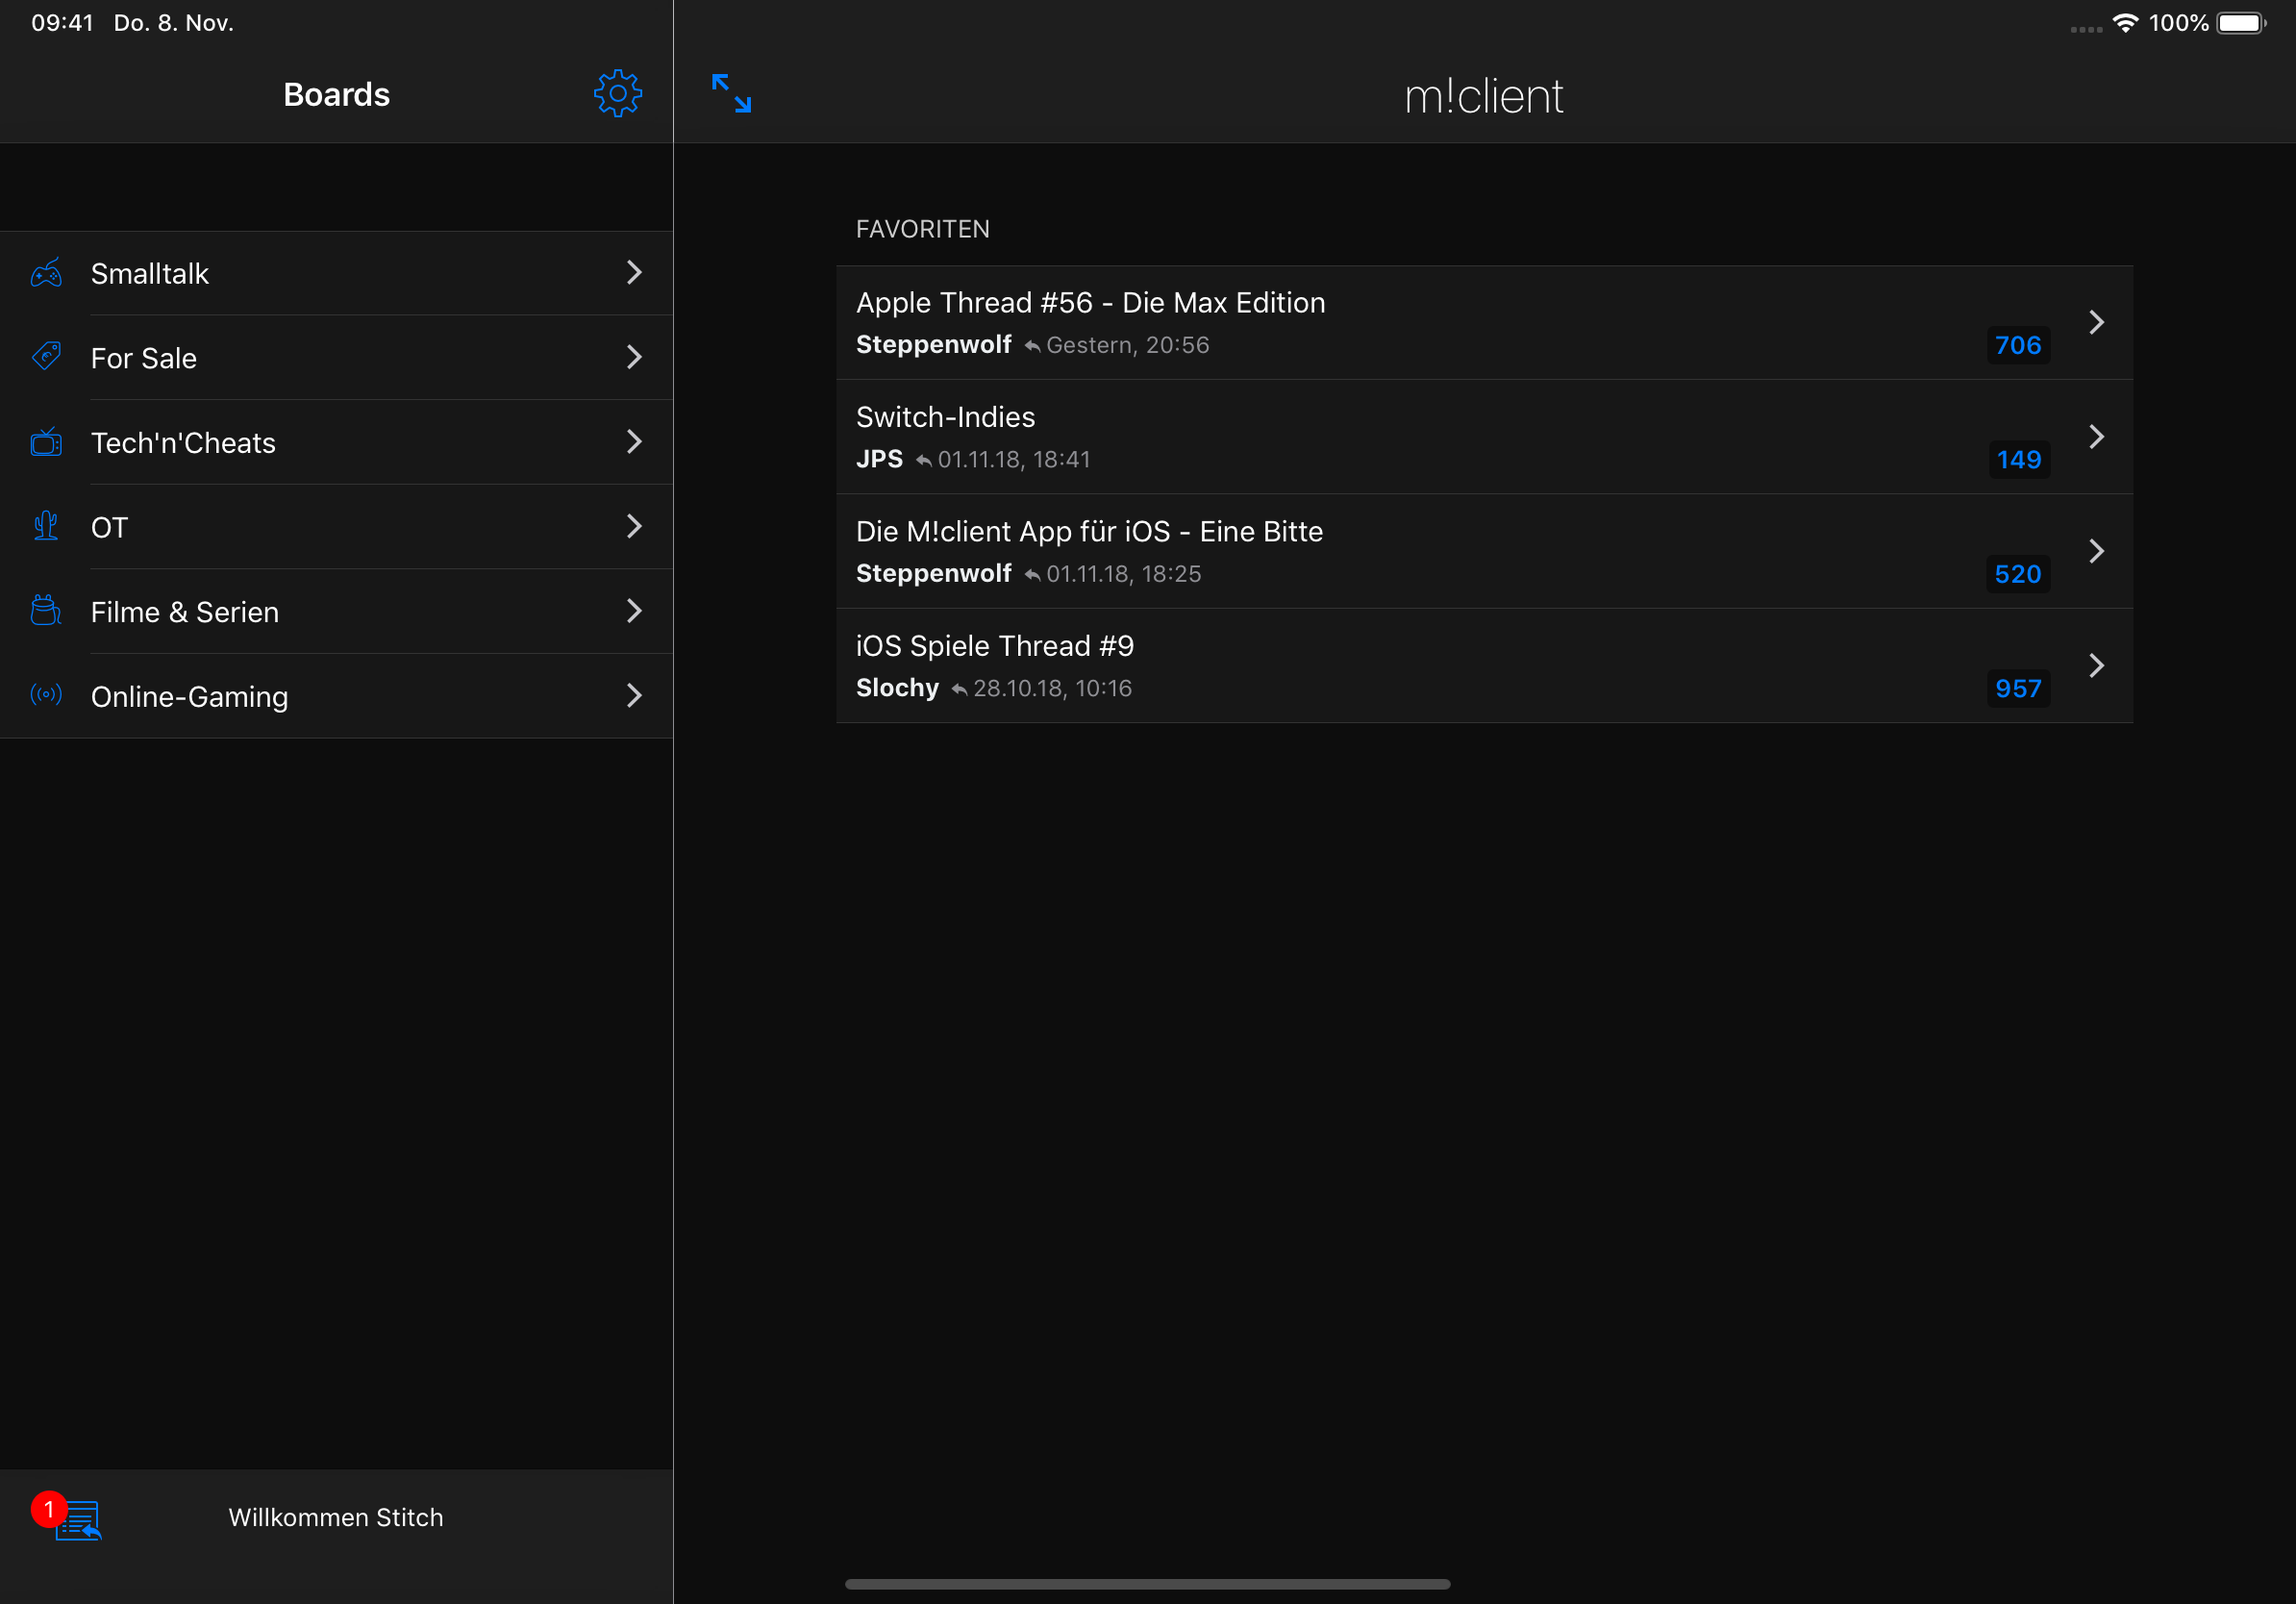 09:41 Do. 8. Nov.
100%
Boards
m!client
Smalltalk
For Sale
Tech'n'Cheats
OT
Filme & Serien
Online-Gaming
1
Willkommen Stitch
FAVORITEN
Apple Thread #56 - Die Max Edition
Steppenwolf Gestern, 20:56
706
Switch-Indies
JPS 01.11.18, 18:41
149
Die M!client App für iOS - Eine Bitte
Steppenwolf 01.11.18, 18:25
520
iOS Spiele Thread #9
Slochy 28.10.18, 10:16
957